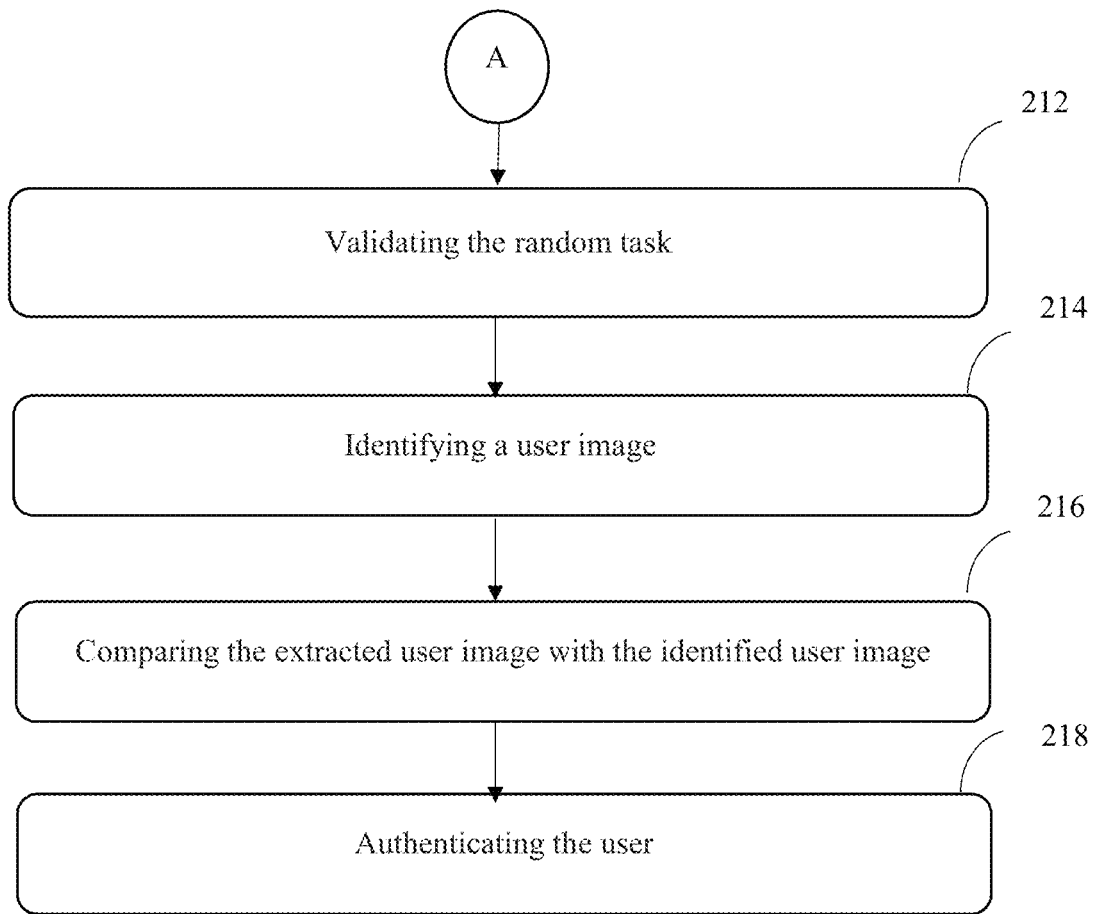 A
212
Validating the random task
214
Identifying a user image
216
Comparing the extracted user image with the identified user image
218
Authenticating the user